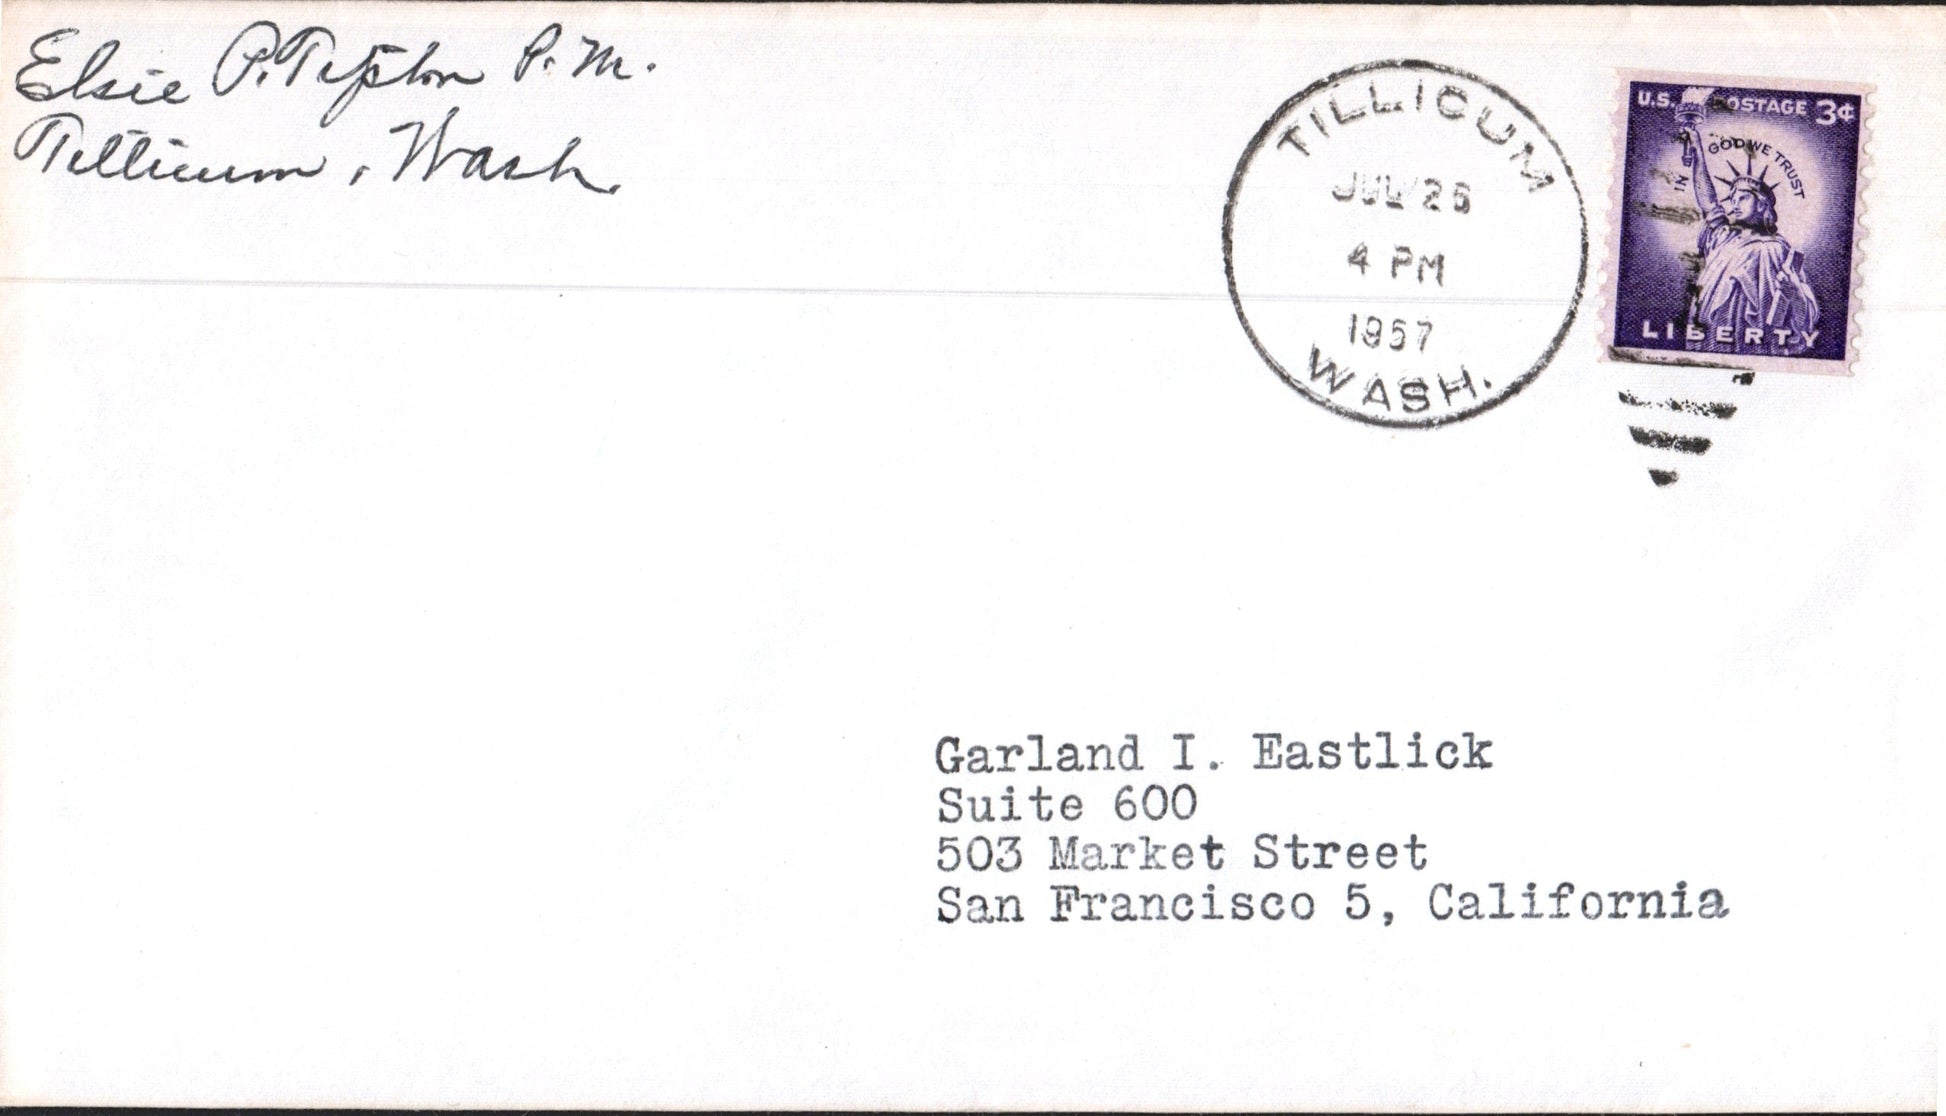 Elsie P. Tipton P.M.
Tillicum, Wash.
TILLICUM
JUL 26
4 PM
1957
WASH.
U.S. POSTAGE 3¢
IN GOD WE TRUST
LIBERTY
Garland I. Eastlick
Suite 600
503 Market Street
San Francisco 5, California